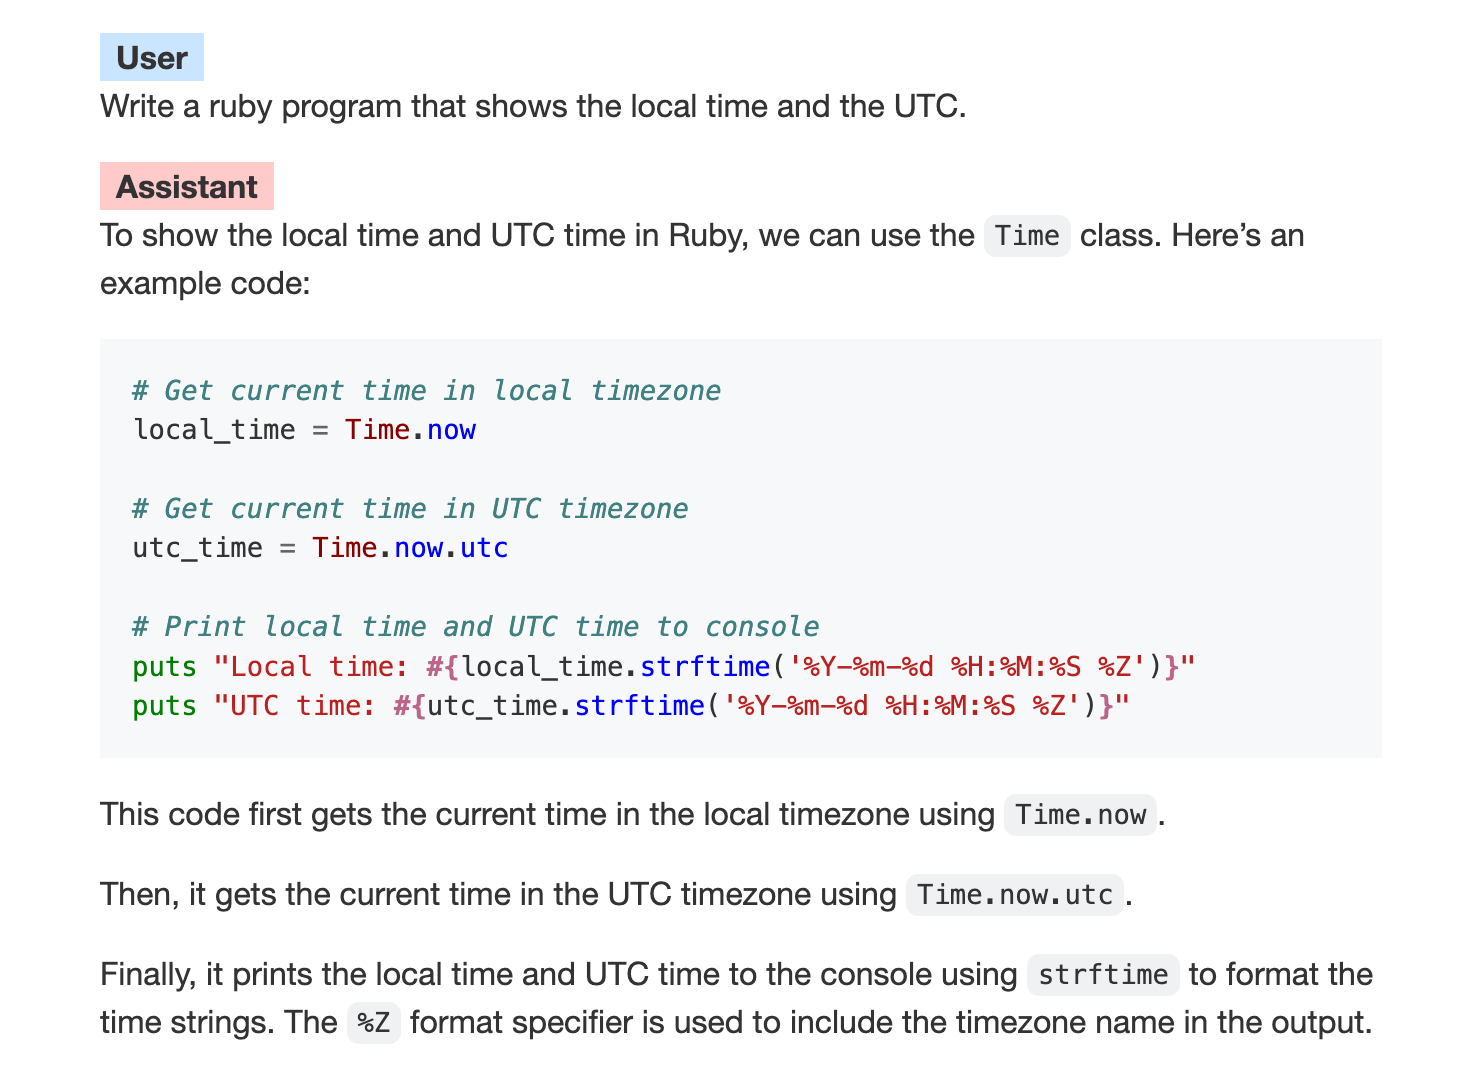 User
Write a ruby program that shows the local time and the UTC.
Assistant
To show the local time and UTC time in Ruby, we can use the Time class. Here’s an
example code:
# Get current time in local timezone
local_time = Time.now
# Get current time in UTC timezone
utc_time = Time.now.utc
# Print local time and UTC time to console
puts "Local time: #{local_time.strftime('%Y-%m-%d %H:%M:%S %Z')}"
puts "UTC time: #{utc_time.strftime('%Y-%m-%d %H:%M:%S %Z')}"
This code first gets the current time in the local timezone using Time.now.
Then, it gets the current time in the UTC timezone using Time.now.utc.
Finally, it prints the local time and UTC time to the console using strftime to format the
time strings. The %Z format specifier is used to include the timezone name in the output.